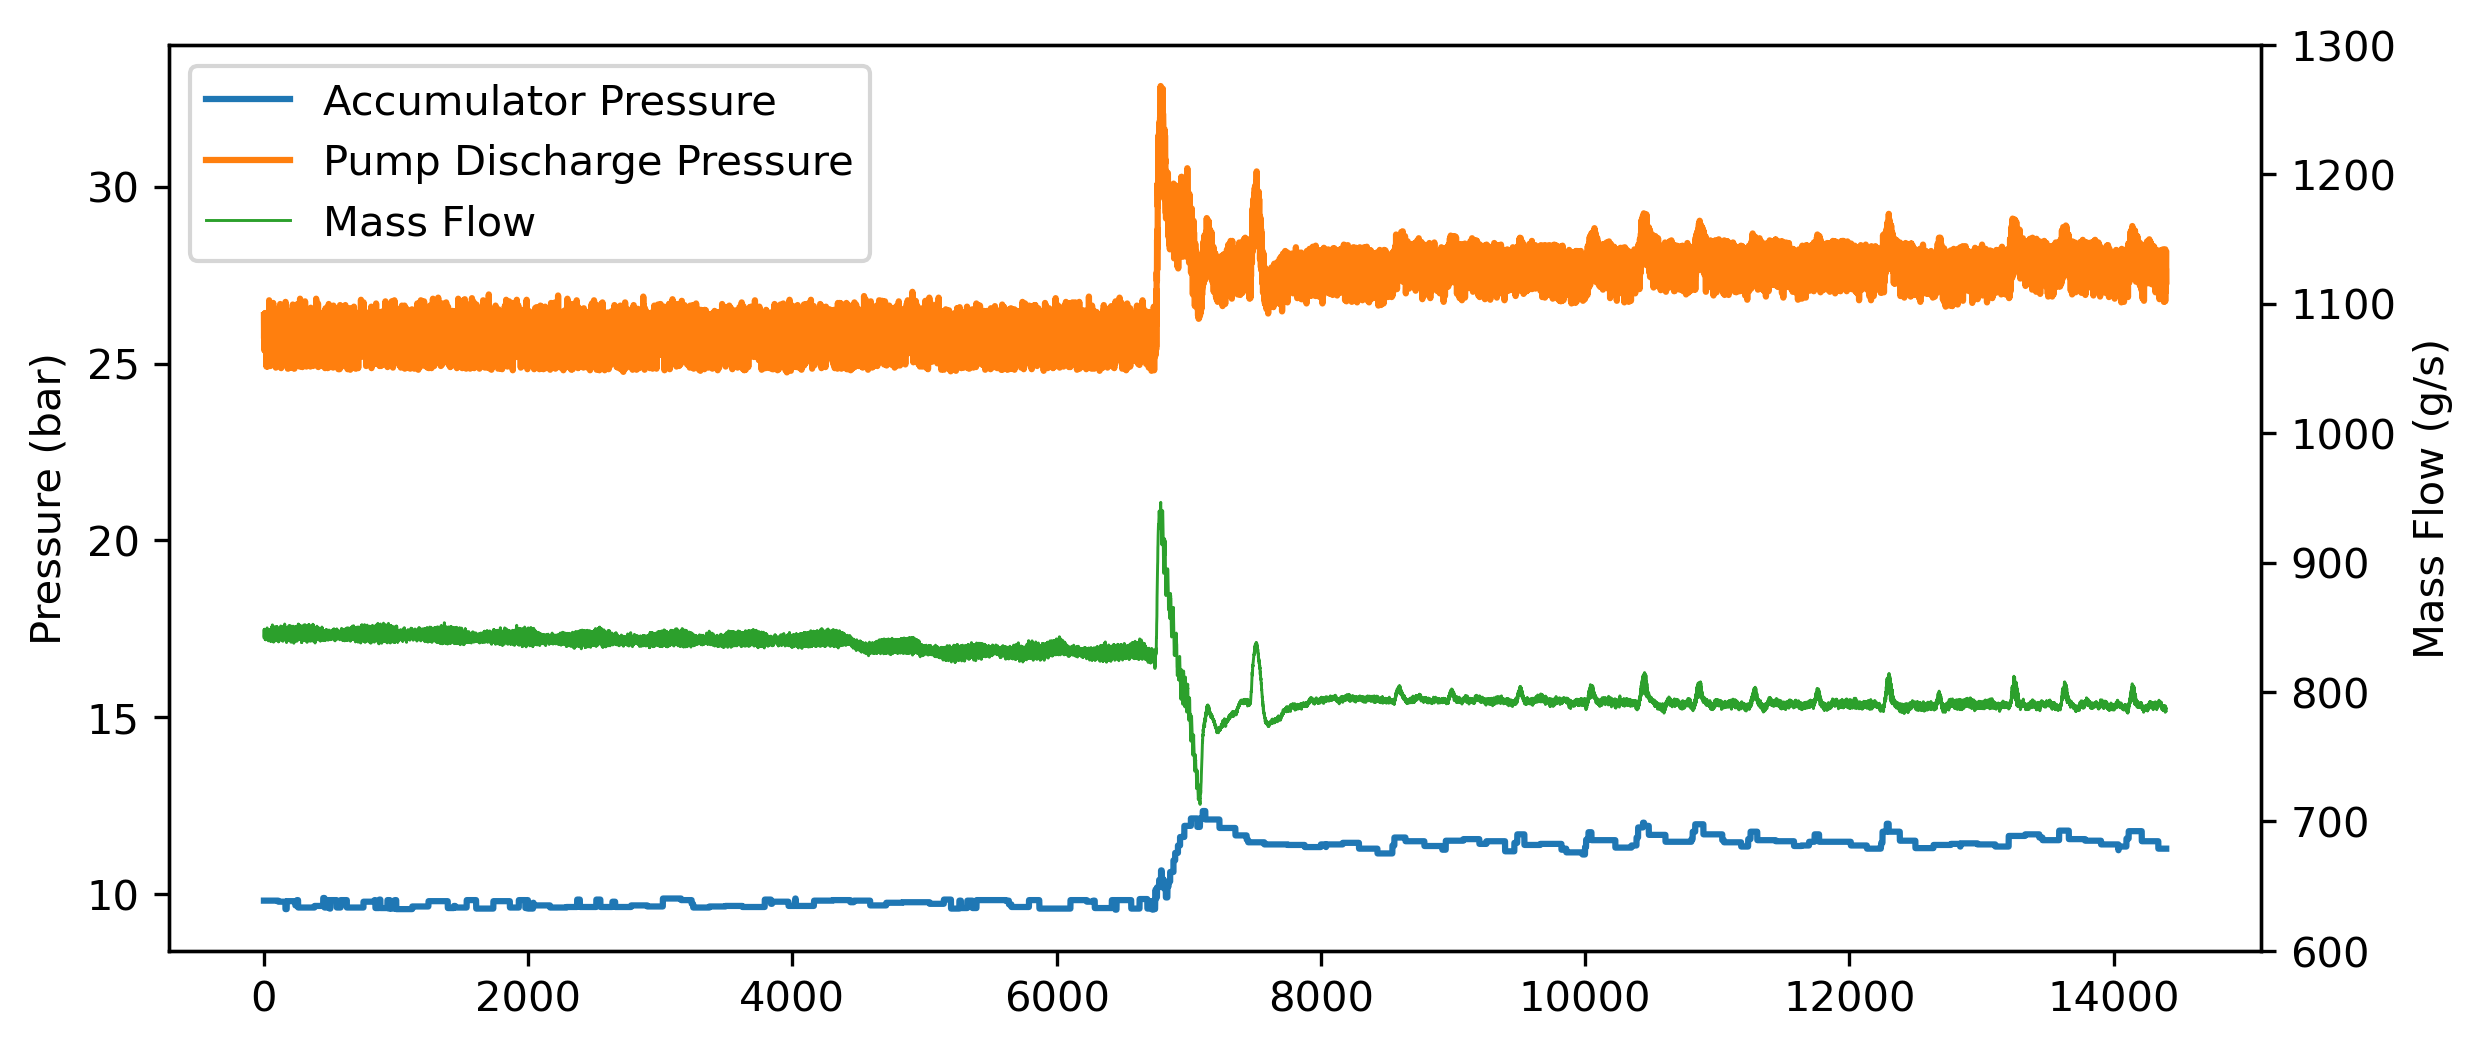 Accumulator Pressure
Pump Discharge Pressure
Mass Flow
Pressure (bar)
30
25
20
15
10
1300
1200
1100
1000
900
800
700
600
Mass Flow (g/s)
0 2000 4000 6000 8000 10000 12000 14000